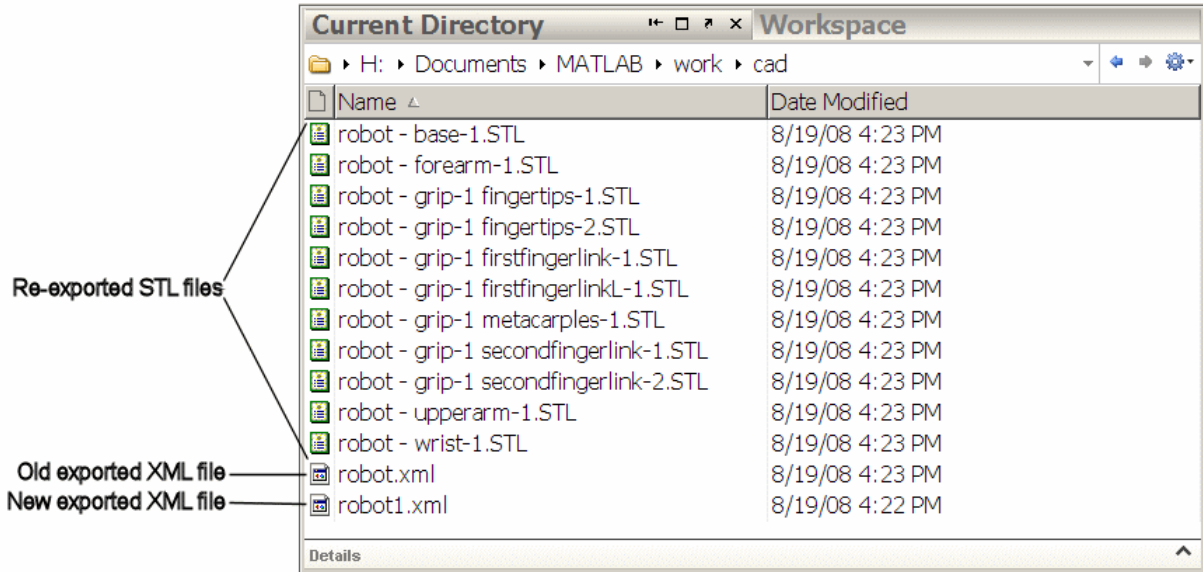 Current Directory Workspace
H: Documents MATLAB work cad
Name Date Modified
robot - base-1.STL 8/19/08 4:23 PM
robot - forearm-1.STL 8/19/08 4:23 PM
robot - grip-1 fingertips-1.STL 8/19/08 4:23 PM
robot - grip-1 fingertips-2.STL 8/19/08 4:23 PM
robot - grip-1 firstfingerlink-1.STL 8/19/08 4:23 PM
Re-exported STL files robot - grip-1 firstfingerlinkL-1.STL 8/19/08 4:23 PM
robot - grip-1 metacarples-1.STL 8/19/08 4:23 PM
robot - grip-1 secondfingerlink-1.STL 8/19/08 4:23 PM
robot - grip-1 secondfingerlink-2.STL 8/19/08 4:23 PM
robot - upperarm-1.STL 8/19/08 4:23 PM
robot - wrist-1.STL 8/19/08 4:23 PM
Old exported XML file robot.xml 8/19/08 4:23 PM
New exported XML file robot1.xml 8/19/08 4:22 PM
Details